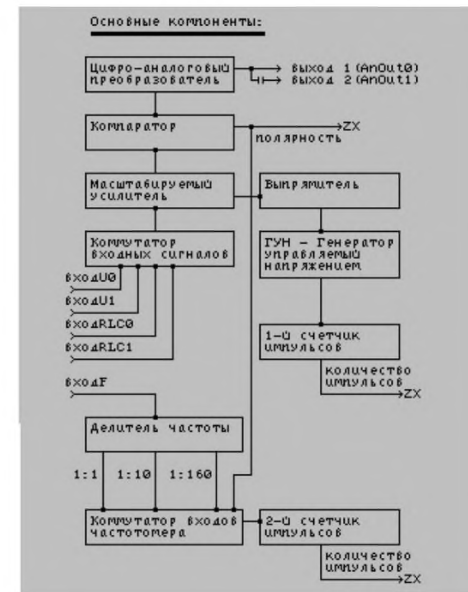 Основные компоненты:
Цифро-аналоговый
преобразователь
выход 1(AnOut0)
выход 2(AnOut1)
Компаратор
ZX
полярность
Масштабируемый
усилитель
Выпрямитель
Коммутатор
входных сигналов
ГУН - Генератор
управляемый
напряжением
входU0
входU1
входRLC0
входRLC1
1-й счетчик
импульсов
количество
импульсов
ZX
входF
Делитель частоты
1:1 1:10 1:160
Коммутатор входов
частотомера
2-й счетчик
импульсов
количество
импульсов
ZX